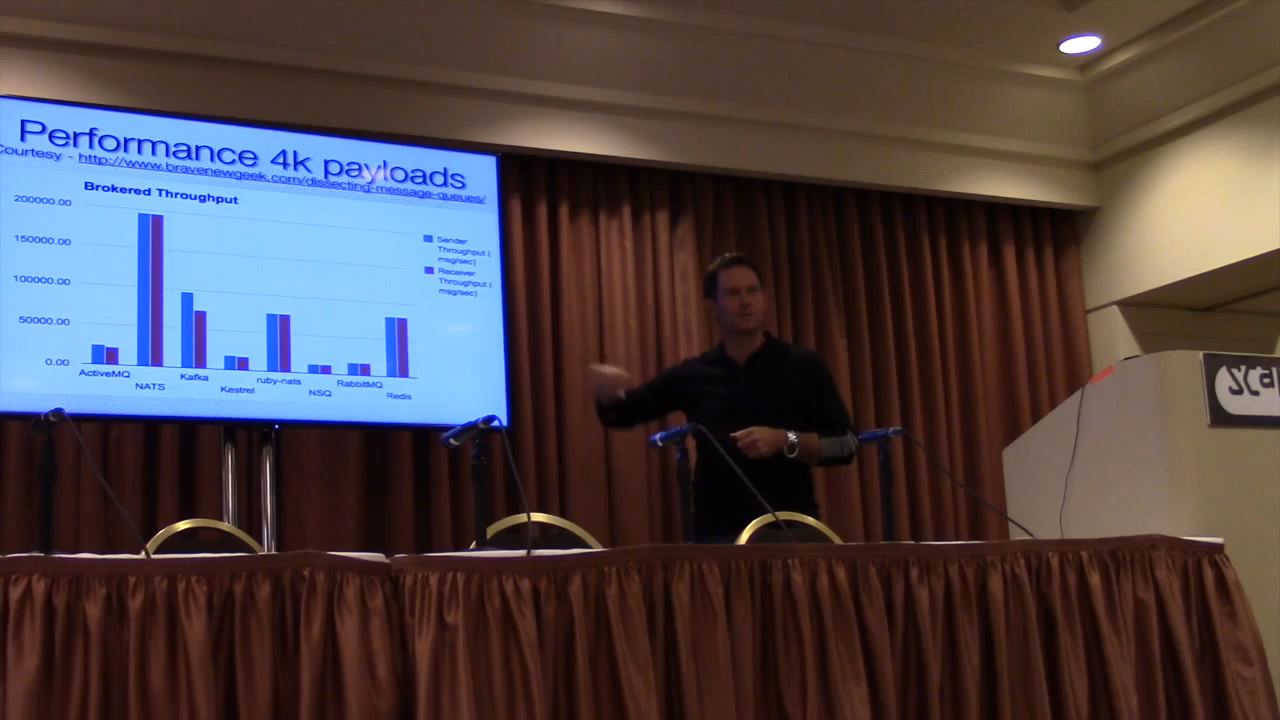 Performance 4k payloads
Courtesy - http://www.bravenewgeek.com/dissecting-message-queues/
Brokered Throughput
200000.00
150000.00
100000.00
50000.00
0.00
Sender
Throughput (
msg/sec)
Receiver
Throughput (
msg/sec)
ActiveMQ
NATS
Kafka
Kestrel
ruby-nats
NSQ
RabbitMQ
Redis